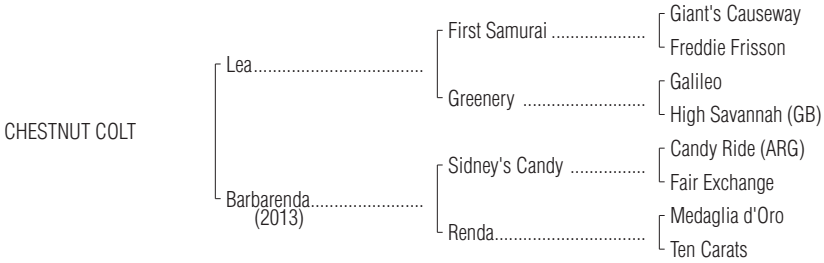 CHESTNUT COLT
Lea..................................
Barbarenda.......................
(2013)
First Samurai ...................
Greenery ........................
Sidney's Candy ...............
Renda..............................
Giant's Causeway
Freddie Frisson
Galileo
High Savannah (GB)
Candy Ride (ARG)
Fair Exchange
Medaglia d'Oro
Ten Carats